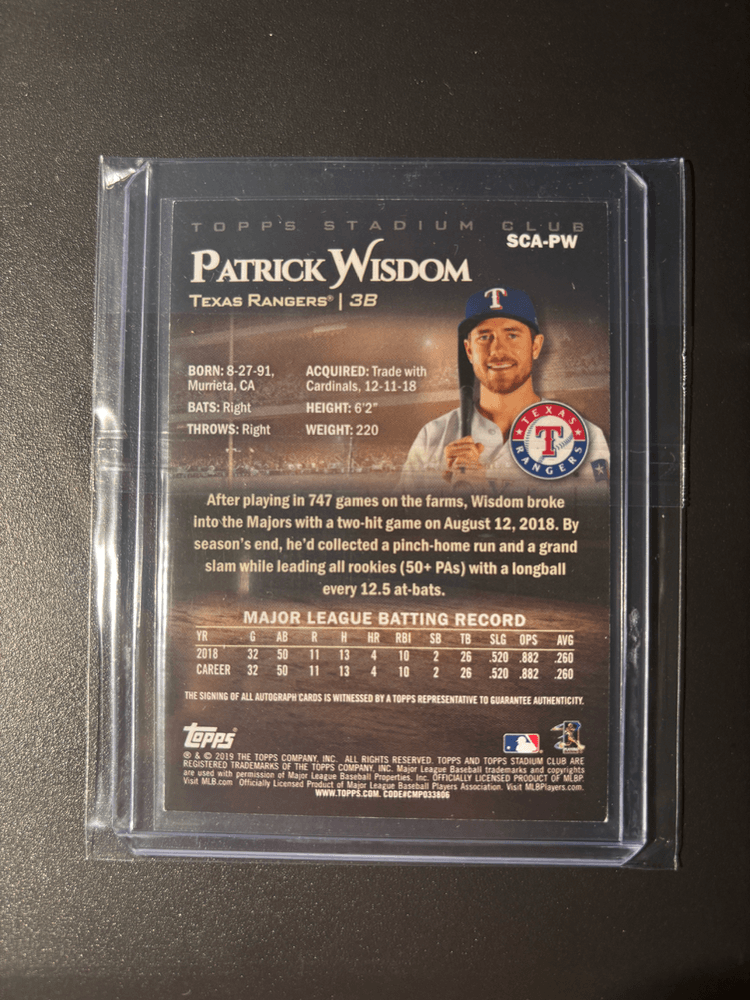 TOPPS STADIUM CLUB
SCA-PW
PATRICK WISDOM
TEXAS RANGERS® | 3B
BORN: 8-27-91,
Murrieta, CA
BATS: Right
THROWS: Right
ACQUIRED: Trade with
Cardinals, 12-11-18
HEIGHT: 6'2"
WEIGHT: 220
T
TEXAS
T
RANGERS
After playing in 747 games on the farms, Wisdom broke
into the Majors with a two-hit game on August 12, 2018. By
season's end, he'd collected a pinch-home run and a grand
slam while leading all rookies (50+ PAs) with a longball
every 12.5 at-bats.
MAJOR LEAGUE BATTING RECORD
YR G AB R H HR RBI SB TB SLG OPS AVG
2018 32 50 11 13 4 10 2 26 .520 .882 .260
CAREER 32 50 11 13 4 10 2 26 .520 .882 .260
THE SIGNING OF ALL AUTOGRAPH CARDS IS WITNESSED BY A TOPPS REPRESENTATIVE TO GUARANTEE AUTHENTICITY.
Topps®
® & © 2019 THE TOPPS COMPANY, INC. ALL RIGHTS RESERVED. TOPPS AND TOPPS STADIUM CLUB ARE
REGISTERED TRADEMARKS OF THE TOPPS COMPANY, INC. Major League Baseball trademarks and copyrights
are used with permission of Major League Baseball Properties, Inc. OFFICIALLY LICENSED PRODUCT OF MLBP.
Visit MLB.com Officially Licensed Product of Major League Baseball Players Association. Visit MLBPlayers.com.
WWW.TOPPS.COM. CODE#CMP033806